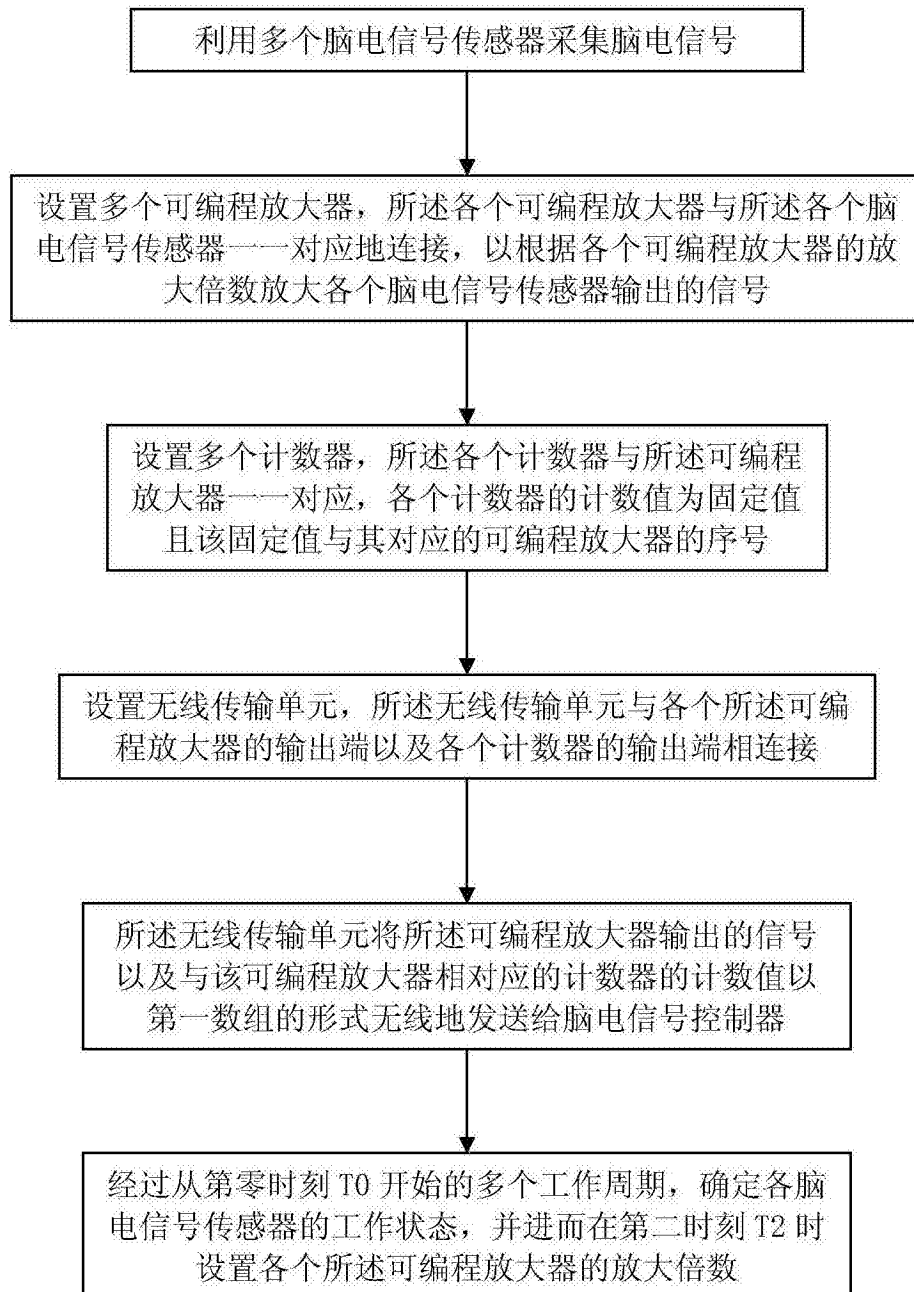 利用多个脑电信号传感器采集脑电信号
设置多个可编程放大器，所述各个可编程放大器与所述各个脑
电信号传感器一一对应地连接，以根据各个可编程放大器的放
大倍数放大各个脑电信号传感器输出的信号
设置多个计数器，所述各个计数器与所述可编程
放大器一一对应，各个计数器的计数值为固定值
且该固定值与其对应的可编程放大器的序号
设置无线传输单元，所述无线传输单元与各个所述可编
程放大器的输出端以及各个计数器的输出端相连接
所述无线传输单元将所述可编程放大器输出的信号
以及与该可编程放大器相对应的计数器的计数值以
第一数组的形式无线地发送给脑电信号控制器
经过从第零时刻 T0 开始的多个工作周期，确定各脑
电信号传感器的工作状态，并进而在第二时刻 T2 时
设置各个所述可编程放大器的放大倍数